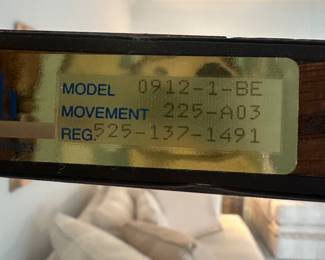 MODEL 0912-1-BE
MOVEMENT 225-A03
REG. 525-137-1491